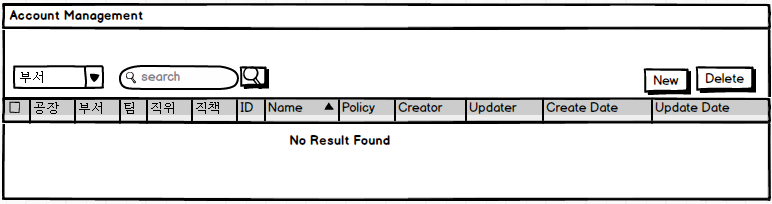 Account Management
부서 search New Delete
공장 부서 팀 직위 직책 ID Name Policy Creator Updater Create Date Update Date
No Result Found